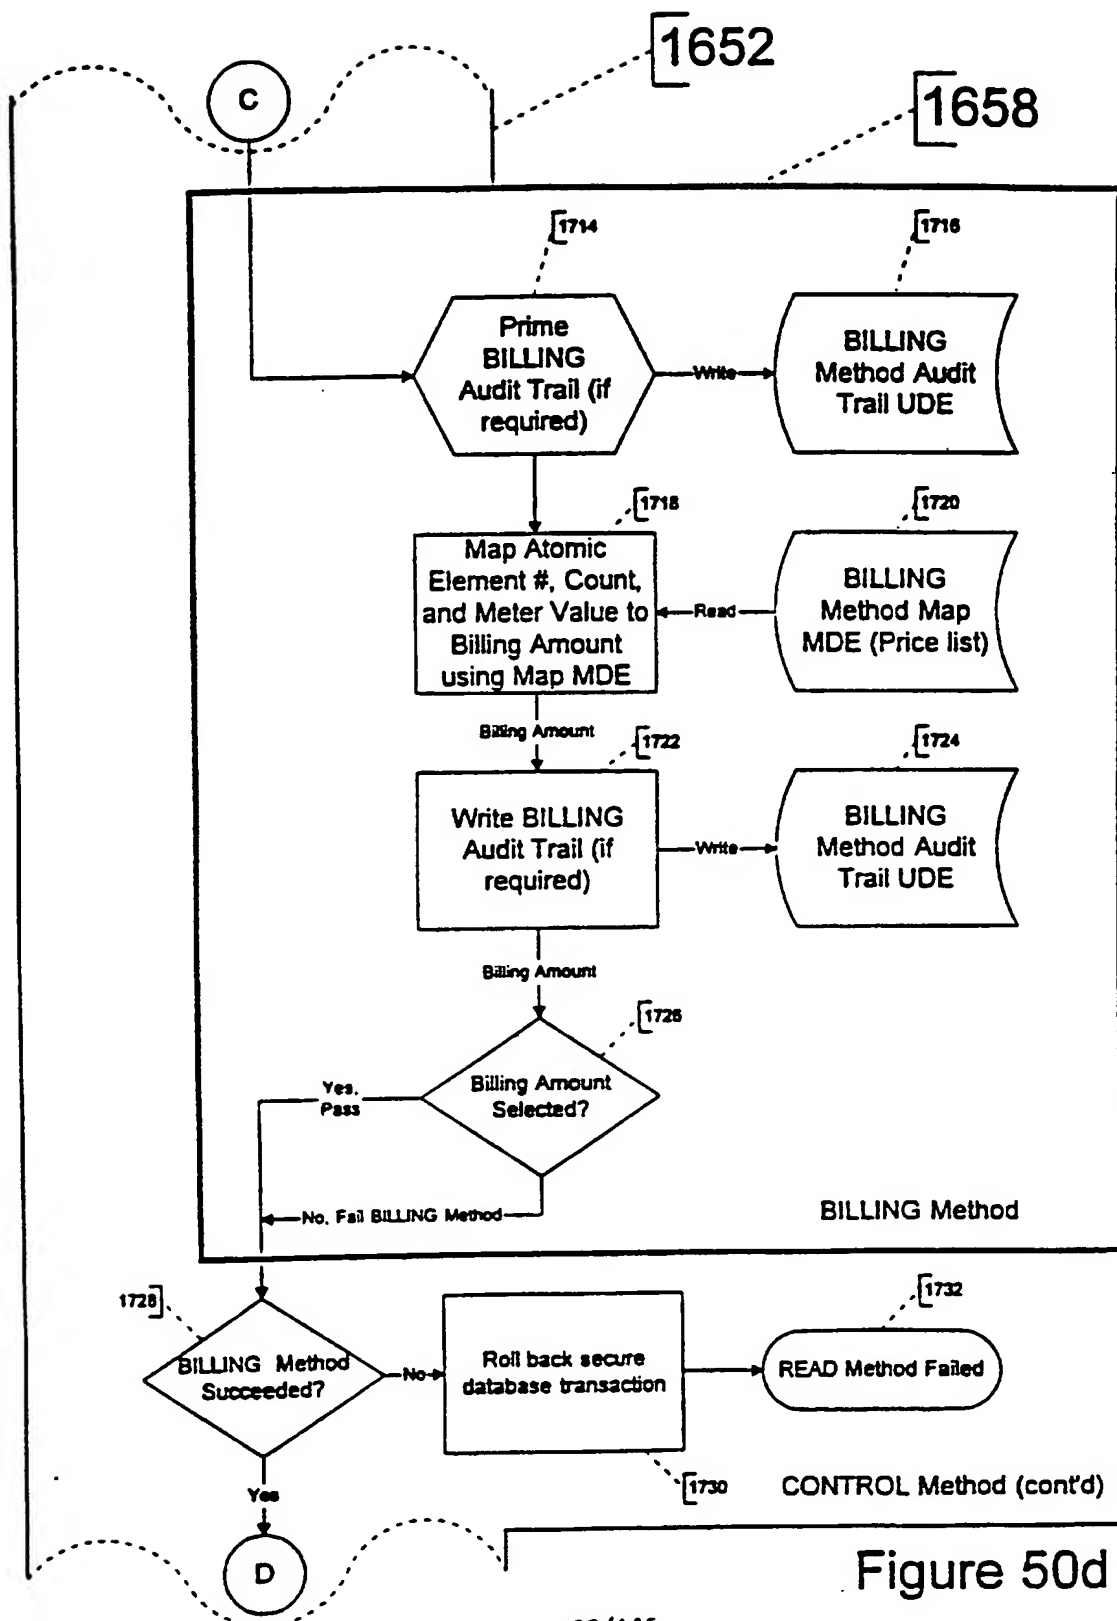 1652
C
1658
1714
1716
Prime
BILLING
Audit Trail (if
required)
Write
BILLING
Method Audit
Trail UDE
1718
1720
Map Atomic
Element #, Count,
and Meter Value to
Billing Amount
using Map MDE
Read
BILLING
Method Map
MDE (Price list)
Billing Amount
1722
1724
Write BILLING
Audit Trail (if
required)
Write
BILLING
Method Audit
Trail UDE
Billing Amount
1726
Billing Amount
Selected?
Yes,
Pass
No, Fail BILLING Method
BILLING Method
1728
BILLING Method
Succeeded?
No
Roll back secure
database transaction
1732
READ Method Failed
1730
CONTROL Method (cont'd)
Yes
D
Figure 50d